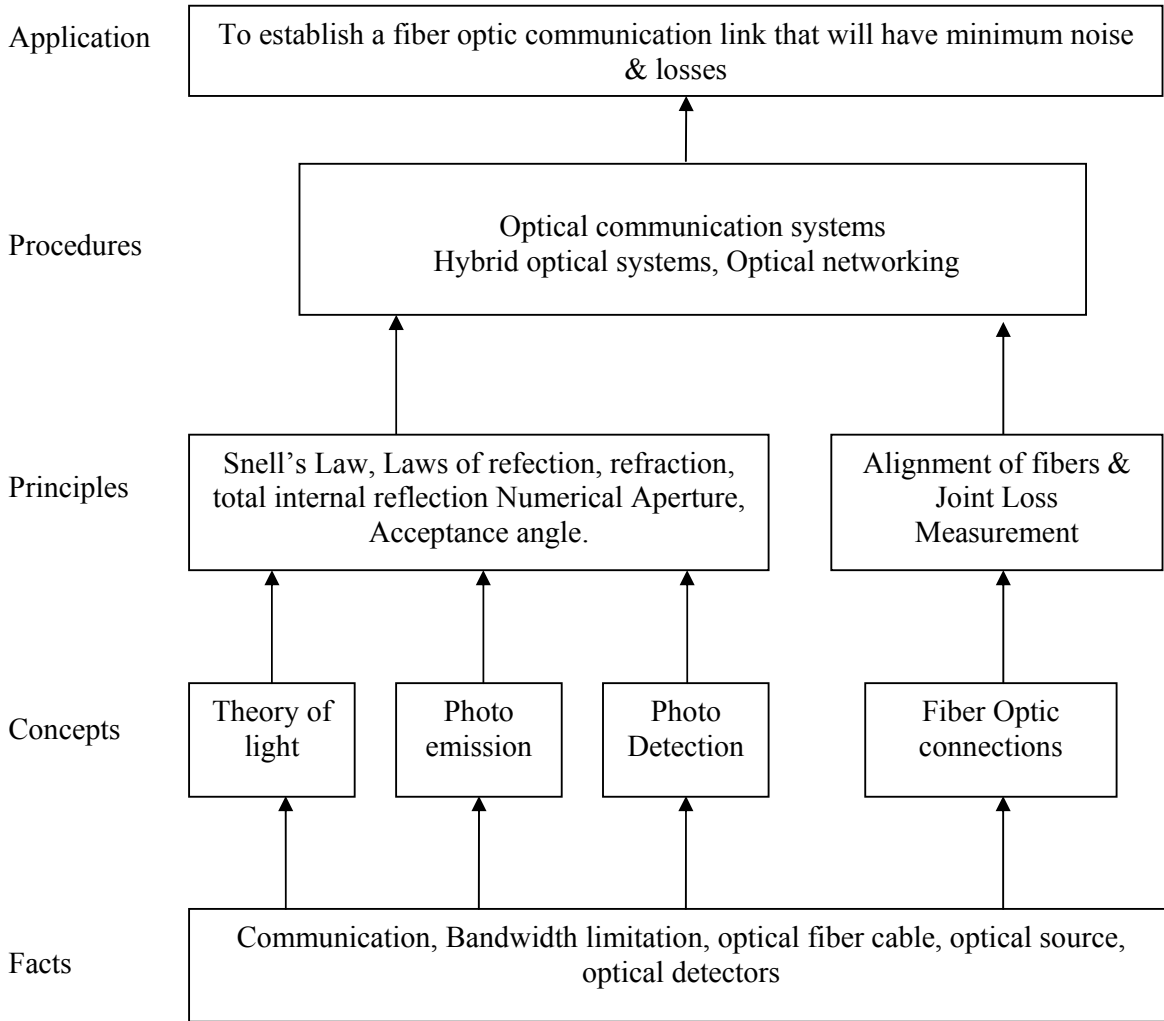 Application
To establish a fiber optic communication link that will have minimum noise
& losses
Procedures
Optical communication systems
Hybrid optical systems, Optical networking
Principles
Snell’s Law, Laws of refection, refraction,
total internal reflection Numerical Aperture,
Acceptance angle.
Alignment of fibers &
Joint Loss
Measurement
Concepts
Theory of
light
Photo
emission
Photo
Detection
Fiber Optic
connections
Facts
Communication, Bandwidth limitation, optical fiber cable, optical source,
optical detectors